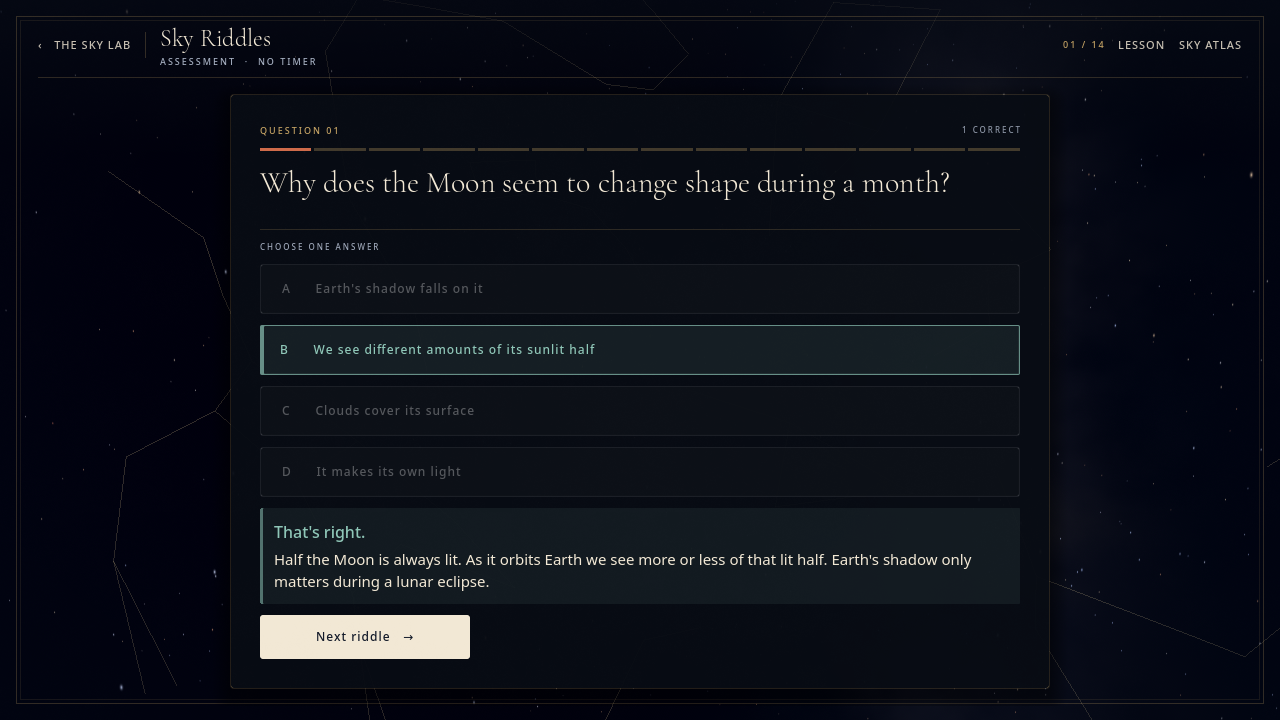 ‹ THE SKY LAB
Sky Riddles
ASSESSMENT · NO TIMER
01 / 14 LESSON SKY ATLAS
QUESTION 01
1 CORRECT
Why does the Moon seem to change shape during a month?
CHOOSE ONE ANSWER
A Earth's shadow falls on it
B We see different amounts of its sunlit half
C Clouds cover its surface
D It makes its own light
That's right.
Half the Moon is always lit. As it orbits Earth we see more or less of that lit half. Earth's shadow only
matters during a lunar eclipse.
Next riddle →